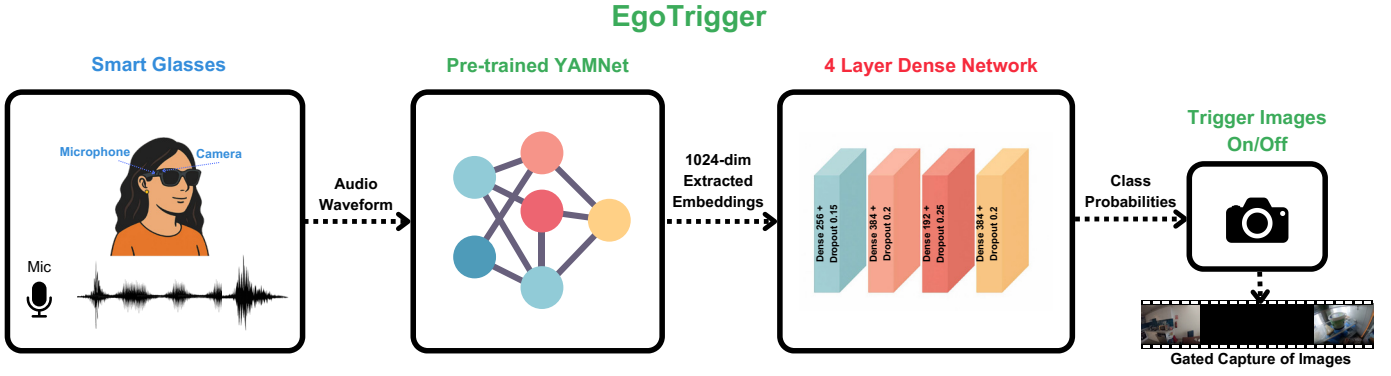 EgoTrigger
Smart Glasses
Microphone
Camera
Mic
Audio
Waveform
Pre-trained YAMNet
1024-dim
Extracted
Embeddings
4 Layer Dense Network
Dense 256 +
Dropout 0.15
Dense 384 +
Dropout 0.2
Dense 192 +
Dropout 0.25
Dense 384 +
Dropout 0.2
Class
Probabilities
Trigger Images
On/Off
Gated Capture of Images